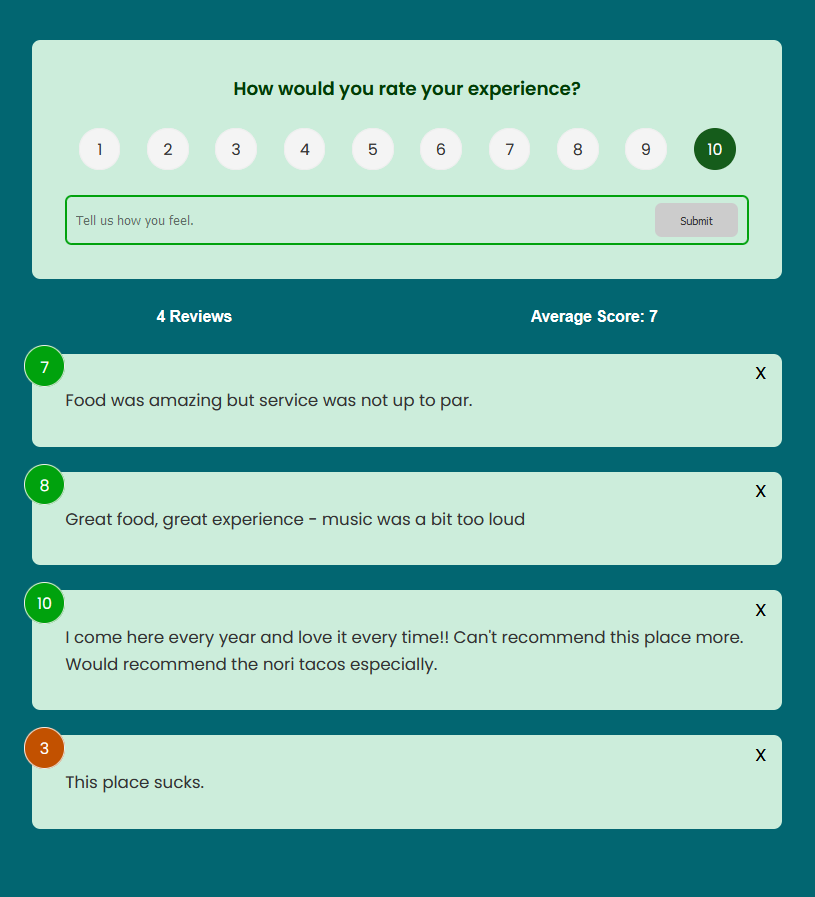 How would you rate your experience?
1 2 3 4 5 6 7 8 9 10
Tell us how you feel. Submit
4 Reviews Average Score: 7
7
X
Food was amazing but service was not up to par.
8
X
Great food, great experience - music was a bit too loud
10
X
I come here every year and love it every time!! Can't recommend this place more.
Would recommend the nori tacos especially.
3
X
This place sucks.